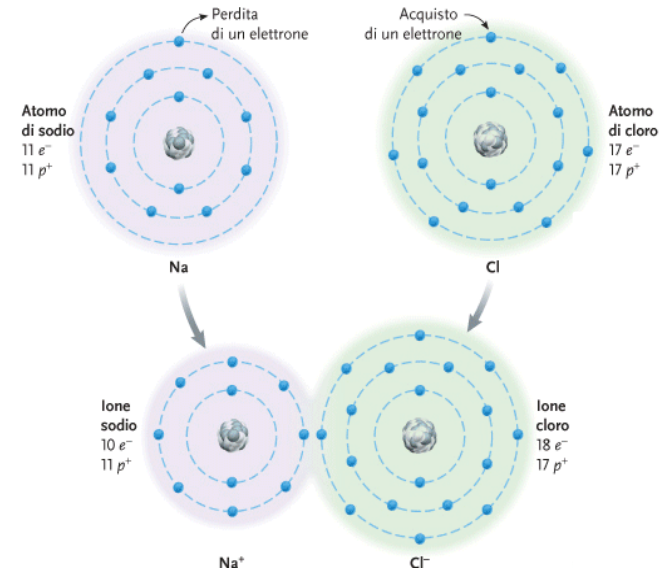 Perdita
di un elettrone
Acquisto
di un elettrone
Atomo
di sodio
11 e⁻
11 p⁺
Atomo
di cloro
17 e⁻
17 p⁺
Na
Cl
Ione
sodio
10 e⁻
11 p⁺
Ione
cloro
18 e⁻
17 p⁺
Na⁺
Cl⁻